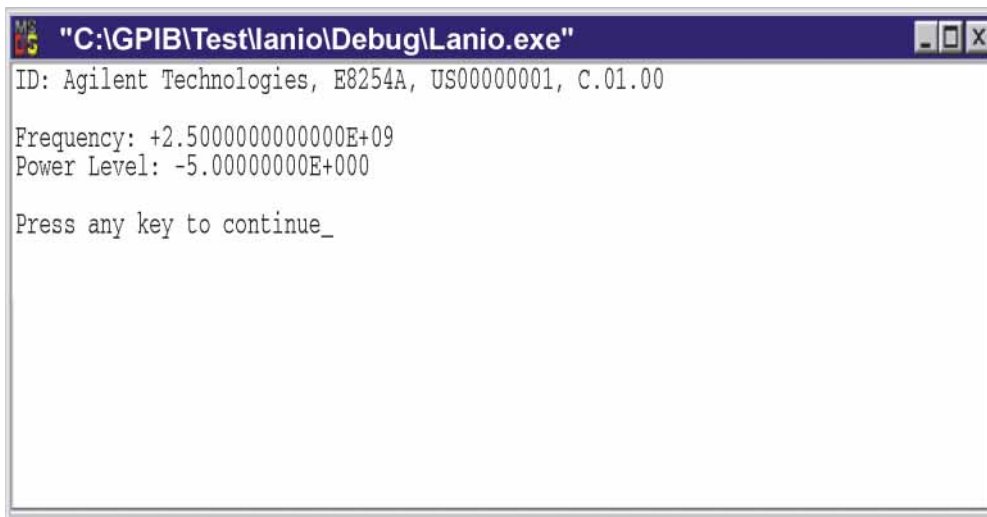 "C:\GPIB\Test\lanio\Debug\Lanio.exe"
ID: Agilent Technologies, E8254A, US00000001, C.01.00
Frequency: +2.5000000000000E+09
Power Level: -5.00000000E+000
Press any key to continue_